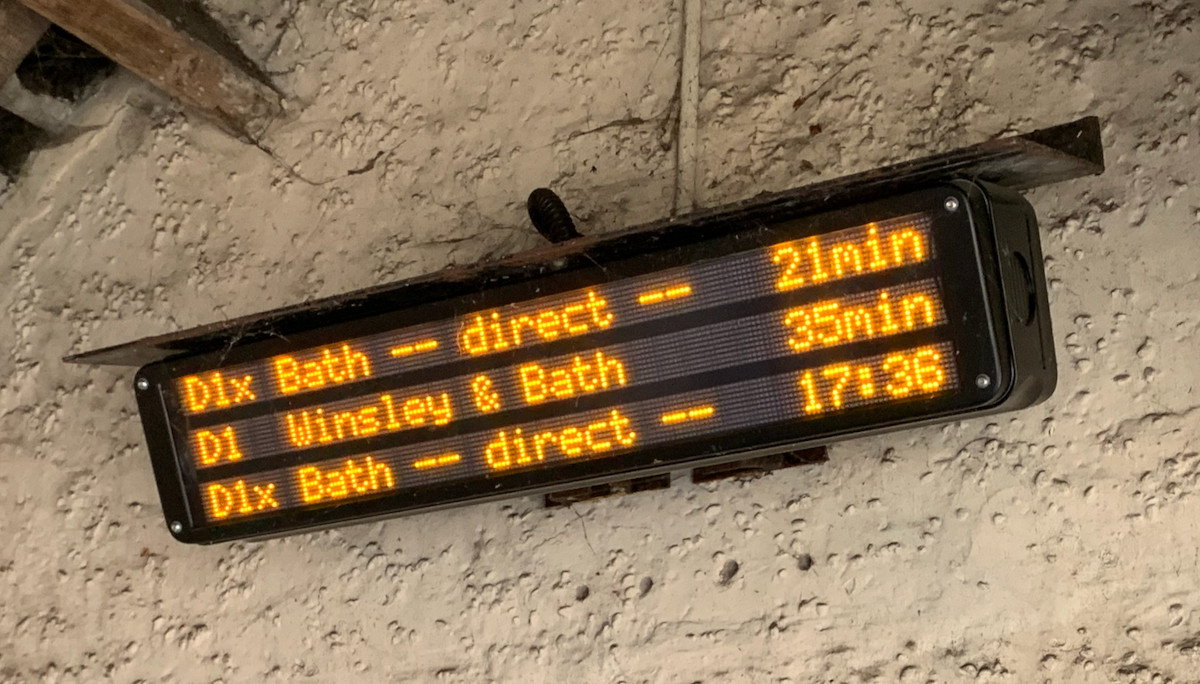 D1x Bath -- direct -- 21min
D1 Winsley & Bath 35min
D1x Bath -- direct -- 17:36